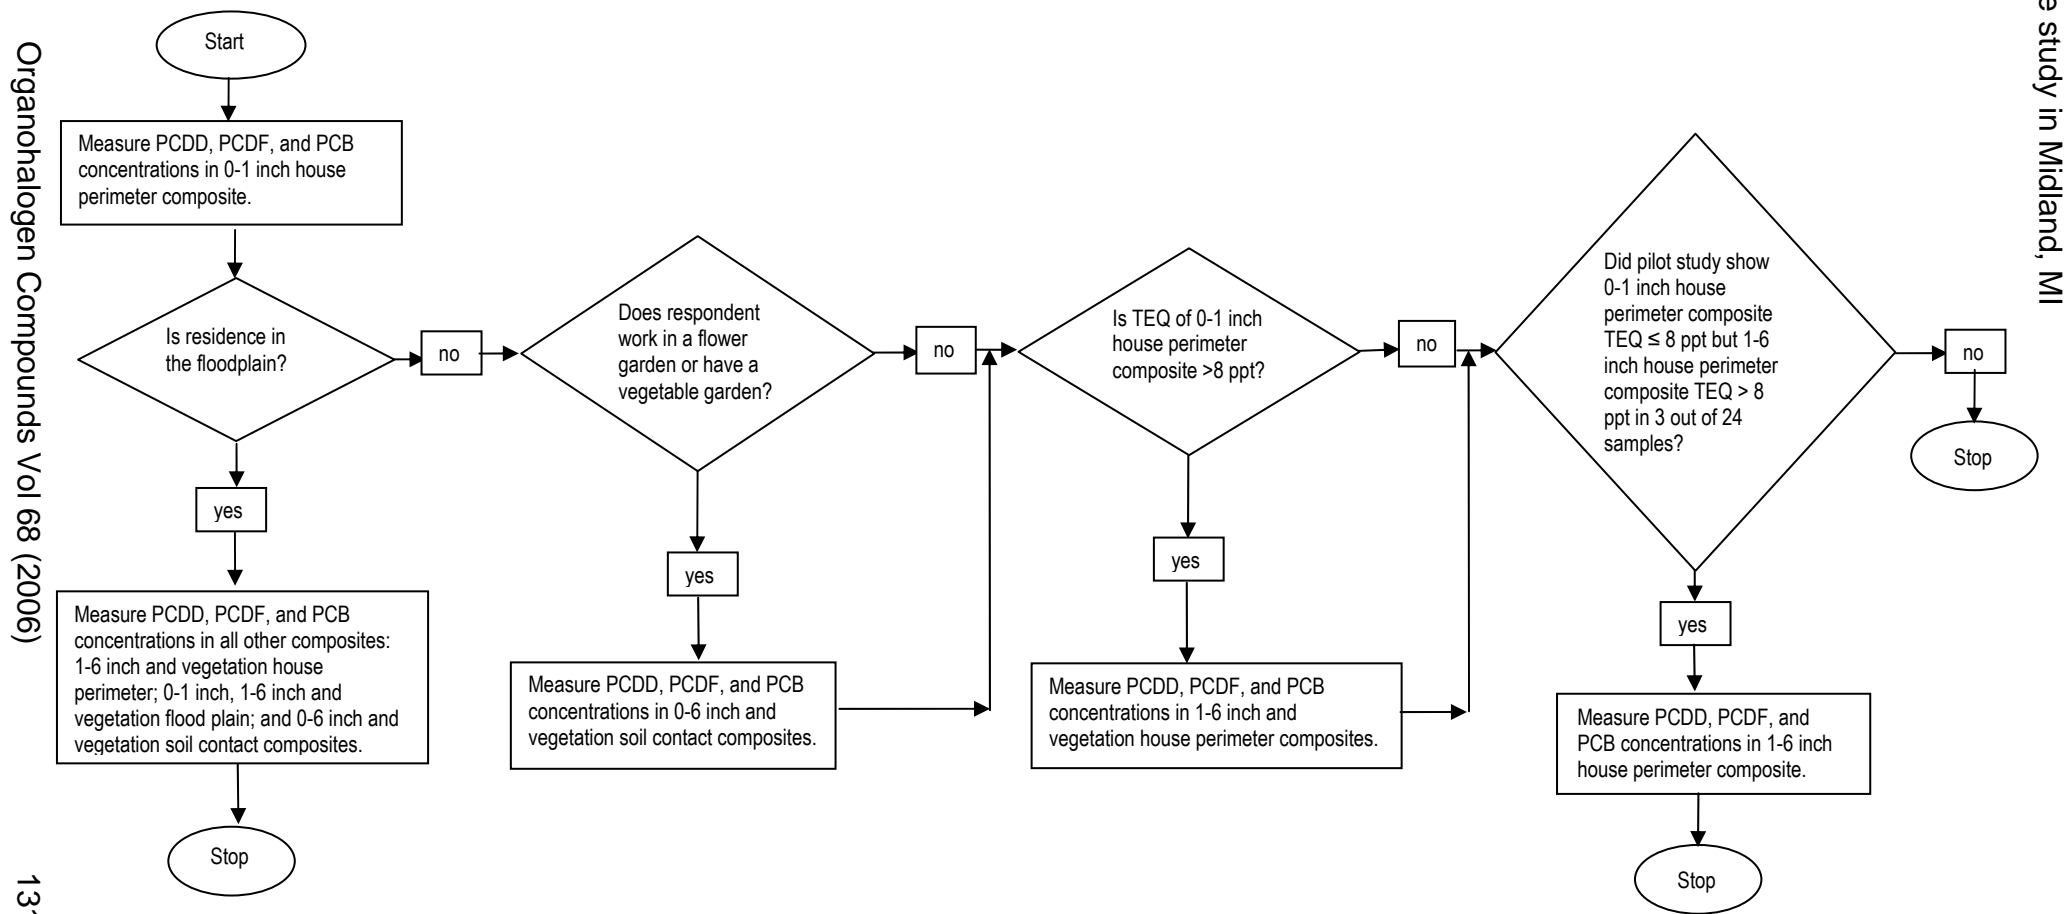 Start
Measure PCDD, PCDF, and PCB
concentrations in 0-1 inch house
perimeter composite.
Is residence in
the floodplain?
no
yes
Measure PCDD, PCDF, and PCB
concentrations in all other composites:
1-6 inch and vegetation house
perimeter; 0-1 inch, 1-6 inch and
vegetation flood plain; and 0-6 inch and
vegetation soil contact composites.
Stop
Does respondent
work in a flower
garden or have a
vegetable garden?
no
yes
Measure PCDD, PCDF, and PCB
concentrations in 0-6 inch and
vegetation soil contact composites.
Is TEQ of 0-1 inch
house perimeter
composite >8 ppt?
no
yes
Measure PCDD, PCDF, and PCB
concentrations in 1-6 inch and
vegetation house perimeter composites.
Did pilot study show
0-1 inch house
perimeter composite
TEQ ≤ 8 ppt but 1-6
inch house perimeter
composite TEQ > 8
ppt in 3 out of 24
samples?
no
Stop
yes
Measure PCDD, PCDF, and
PCB concentrations in 1-6 inch
house perimeter composite.
Stop
e study in Midland, MI
Organohalogen Compounds Vol 68 (2006)